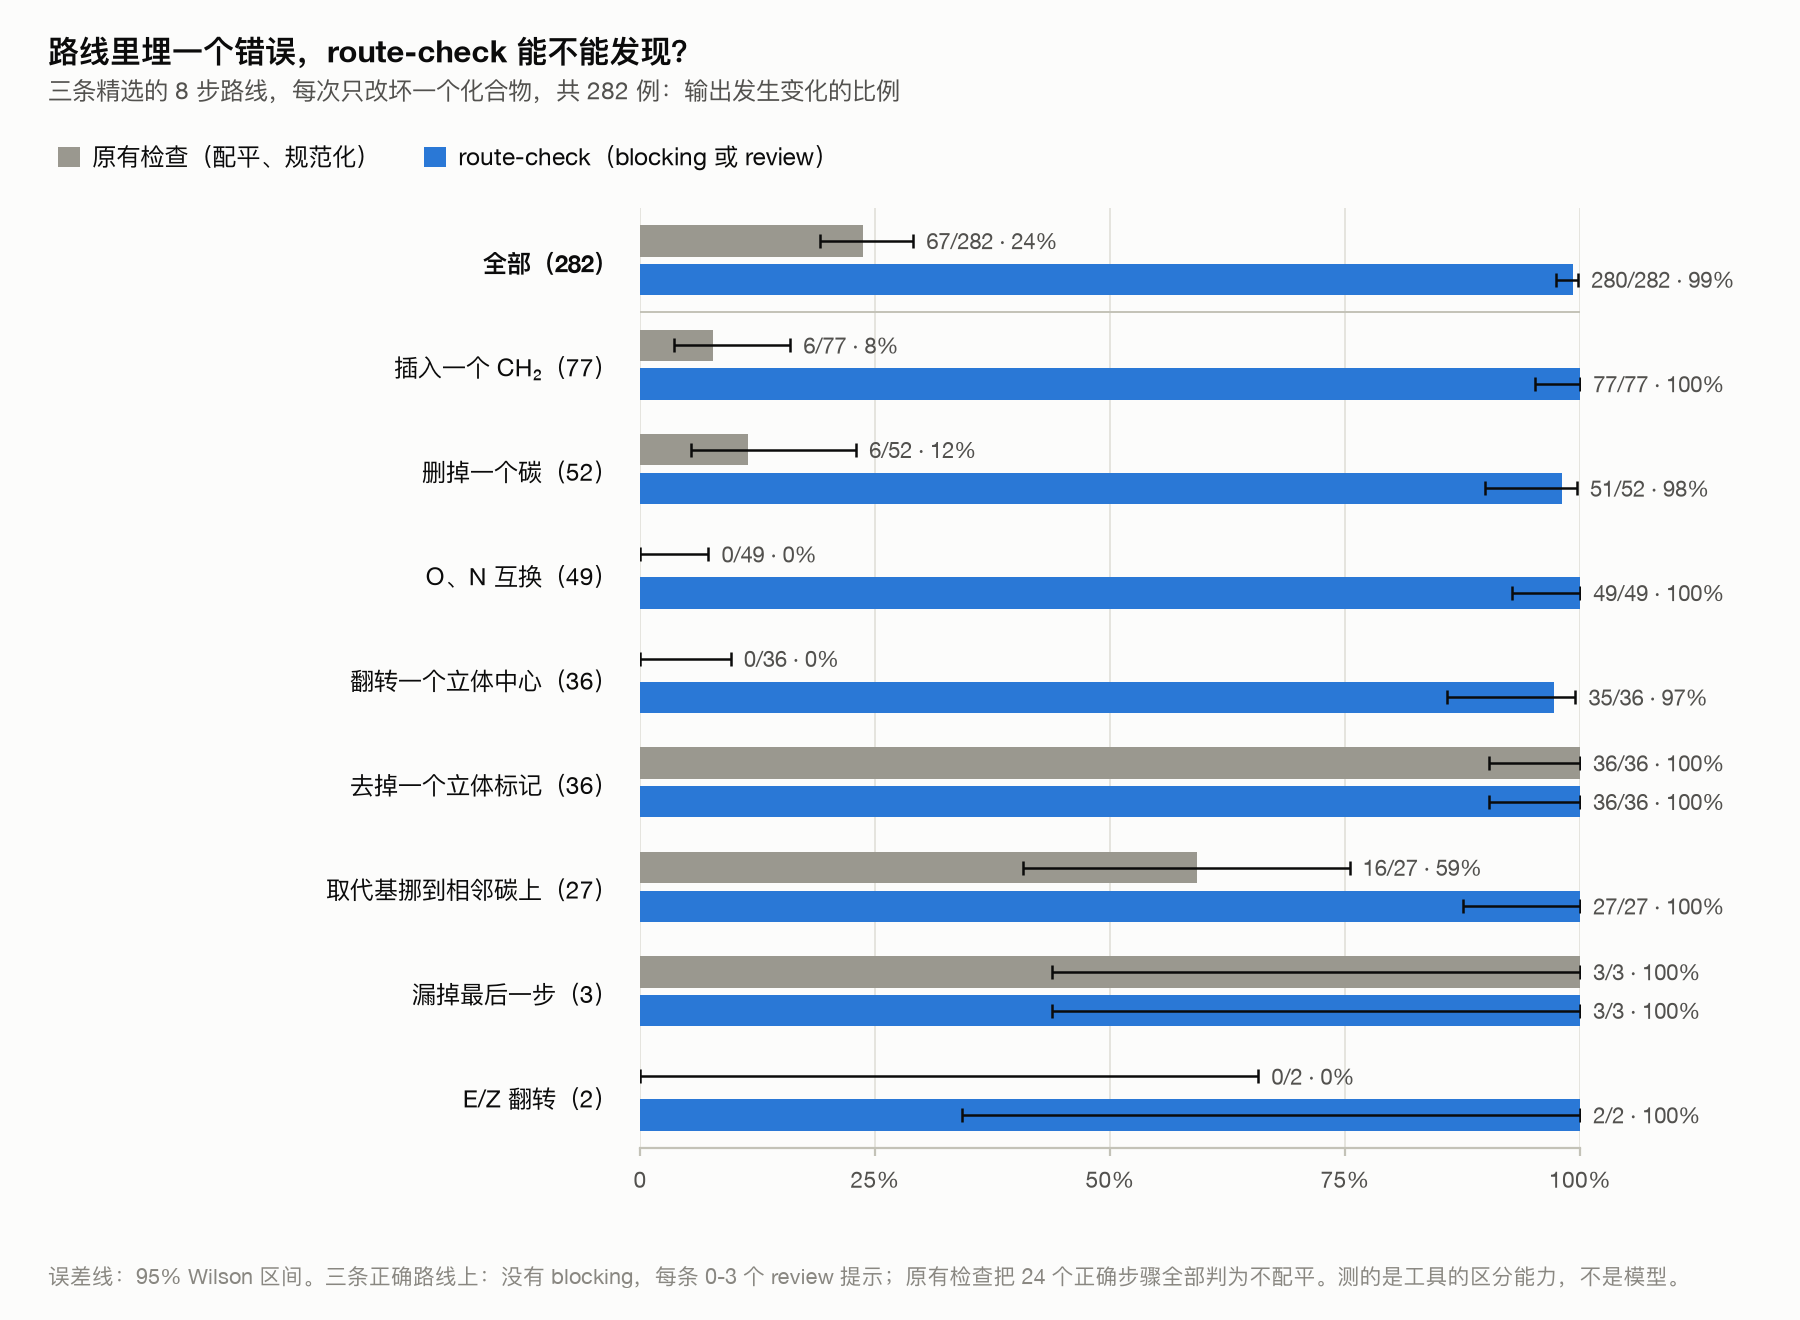 路线里埋一个错误，route-check 能不能发现？
三条精选的 8 步路线，每次只改坏一个化合物，共 282 例：输出发生变化的比例
原有检查（配平、规范化） route-check（blocking 或 review）
全部（282）
67/282 · 24%
280/282 · 99%
插入一个 CH₂（77）
6/77 · 8%
77/77 · 100%
删掉一个碳（52）
6/52 · 12%
51/52 · 98%
O、N 互换（49）
0/49 · 0%
49/49 · 100%
翻转一个立体中心（36）
0/36 · 0%
35/36 · 97%
去掉一个立体标记（36）
36/36 · 100%
36/36 · 100%
取代基挪到相邻碳上（27）
16/27 · 59%
27/27 · 100%
漏掉最后一步（3）
3/3 · 100%
3/3 · 100%
E/Z 翻转（2）
0/2 · 0%
2/2 · 100%
0 25% 50% 75% 100%
误差线：95% Wilson 区间。三条正确路线上：没有 blocking，每条 0-3 个 review 提示；原有检查把 24 个正确步骤全部判为不配平。测的是工具的区分能力，不是模型。